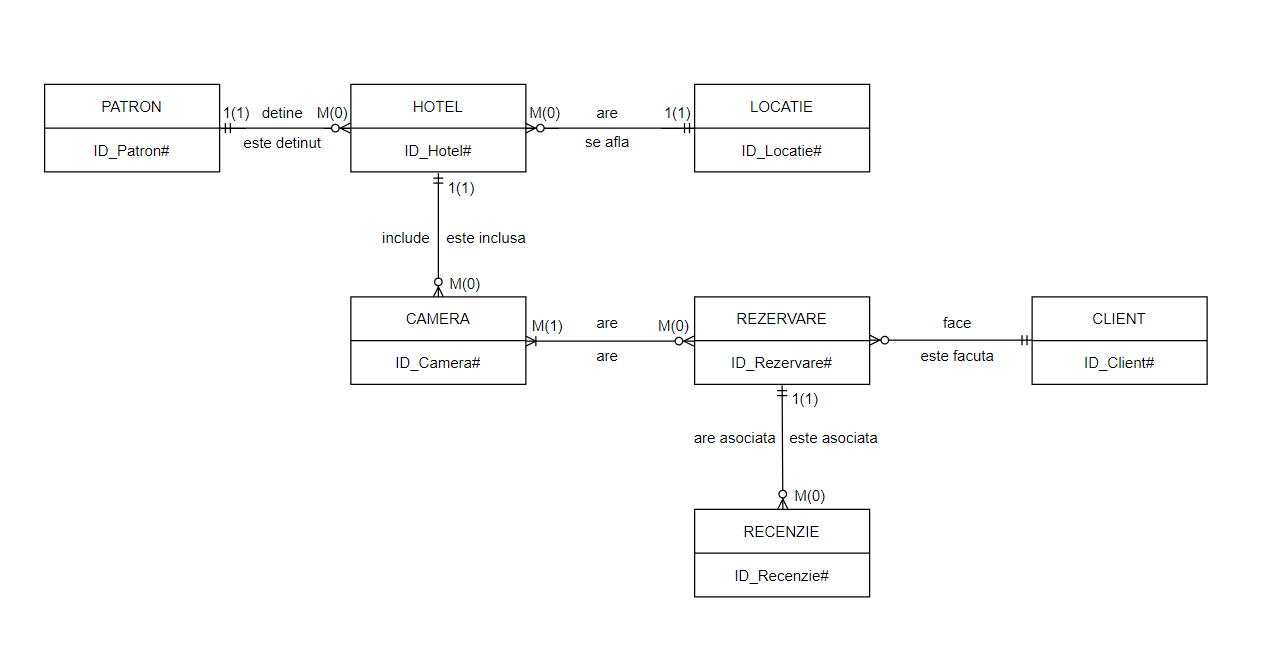 PATRON
ID_Patron#
1(1) detine M(0)
este detinut
HOTEL
ID_Hotel#
M(0) are 1(1)
se afla
LOCATIE
ID_Locatie#
1(1)
include este inclusa
M(0)
CAMERA
ID_Camera#
M(1) are M(0)
are
REZERVARE
ID_Rezervare#
face
este facuta
CLIENT
ID_Client#
1(1)
are asociata este asociata
M(0)
RECENZIE
ID_Recenzie#